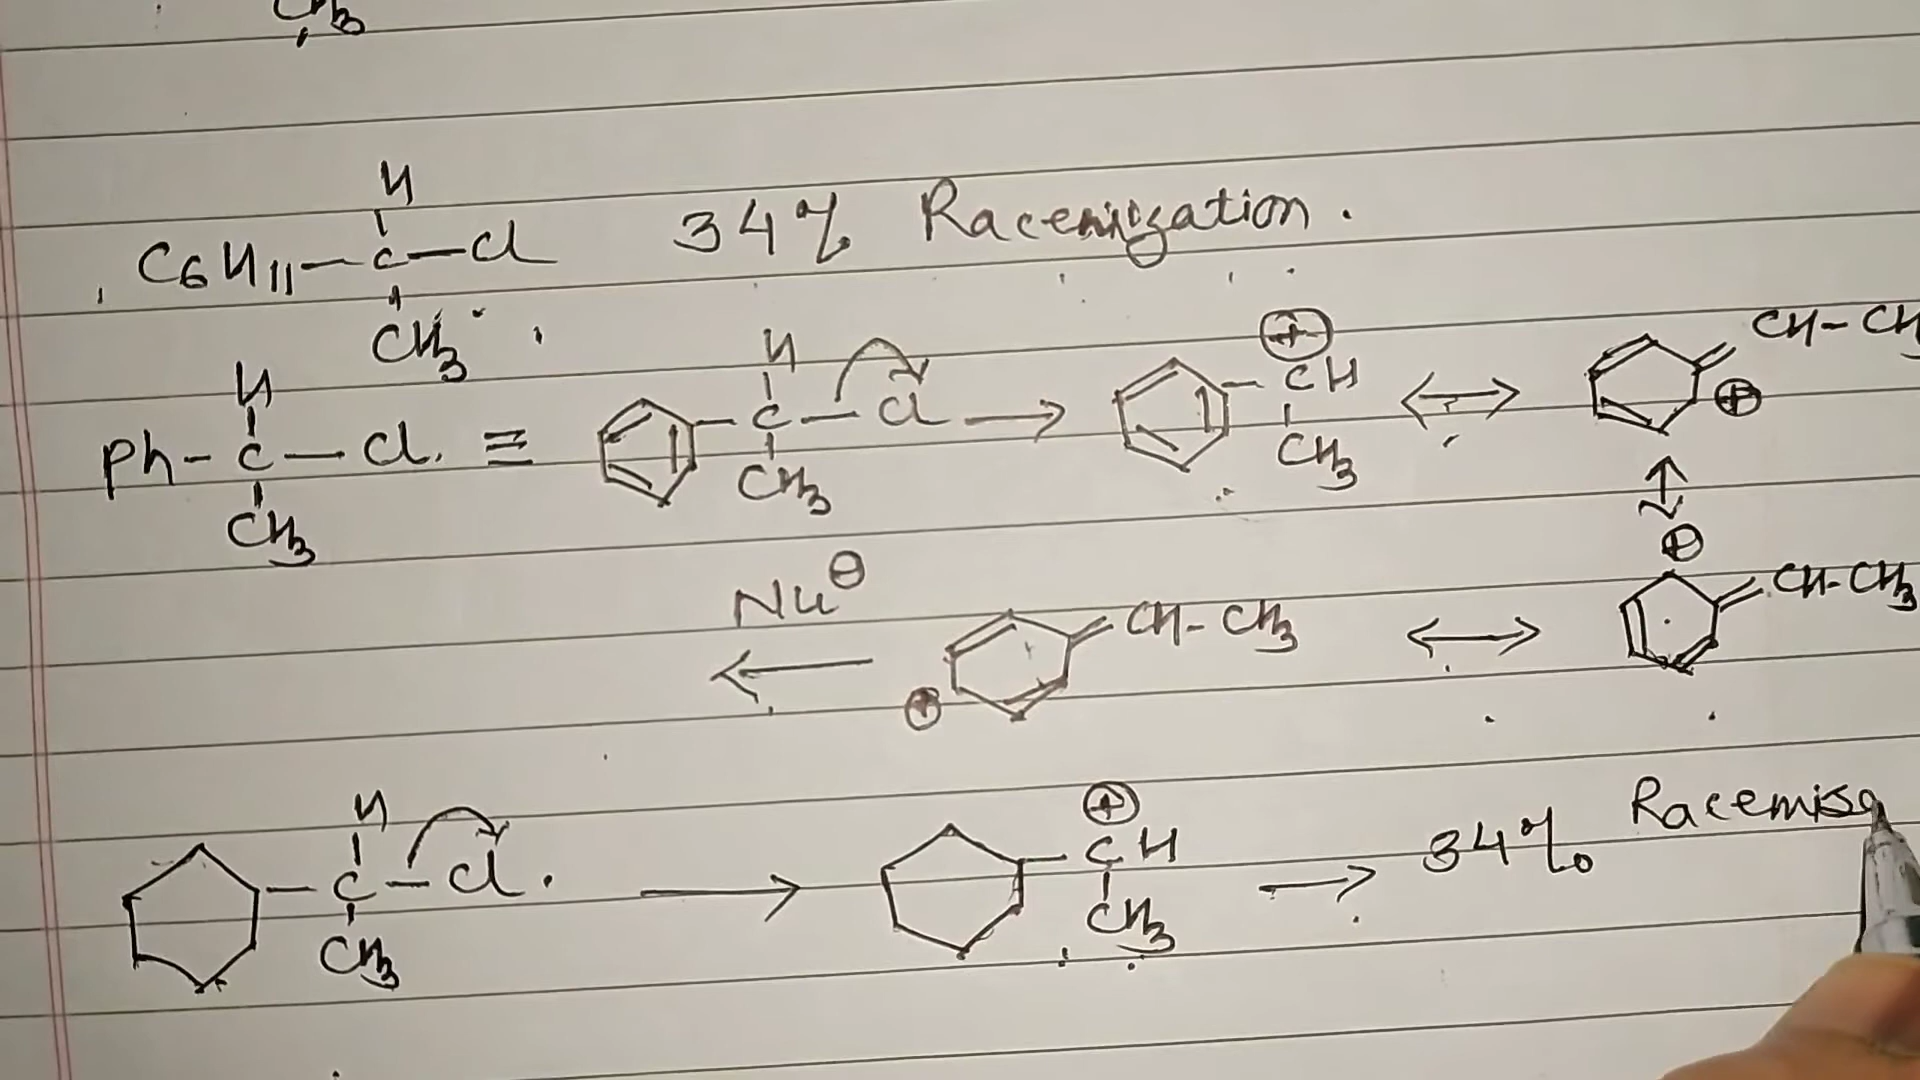 CH3
H
C6H11-C-Cl 34% Racemization.
CH3
H
Ph-C-Cl. ≡
CH3
H
C-Cl →
CH3
⊕
CH ↔
CH3
CH-CH
⊕
↕
⊕
CH-CH3
↔
CH-CH3
⊕
Nu⊖
←
H
C-Cl. →
CH3
⊕
CH →
CH3
34% Racemisa